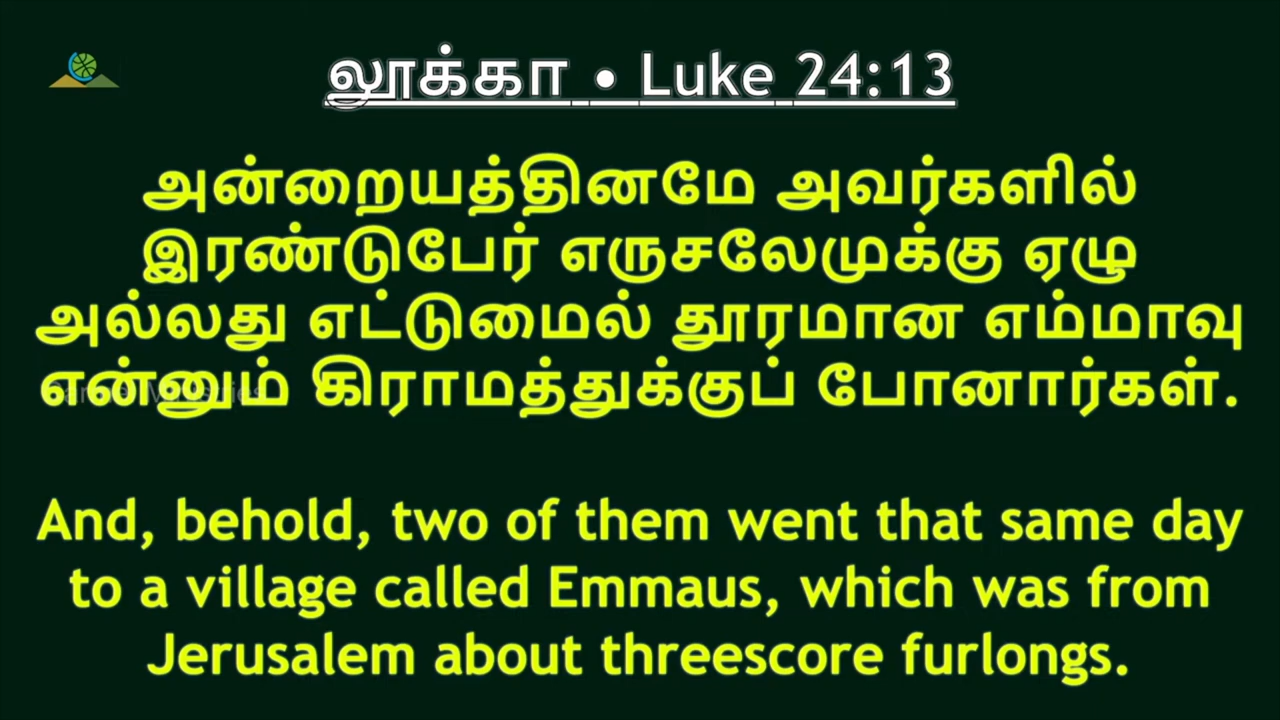 லூக்கா • Luke 24:13
அன்றையத்தினமே அவர்களில்
இரண்டுபேர் எருசலேமுக்கு ஏழு
அல்லது எட்டுமைல் தூரமான எம்மாவு
என்னும் கிராமத்துக்குப் போனார்கள்.
And, behold, two of them went that same day
to a village called Emmaus, which was from
Jerusalem about threescore furlongs.